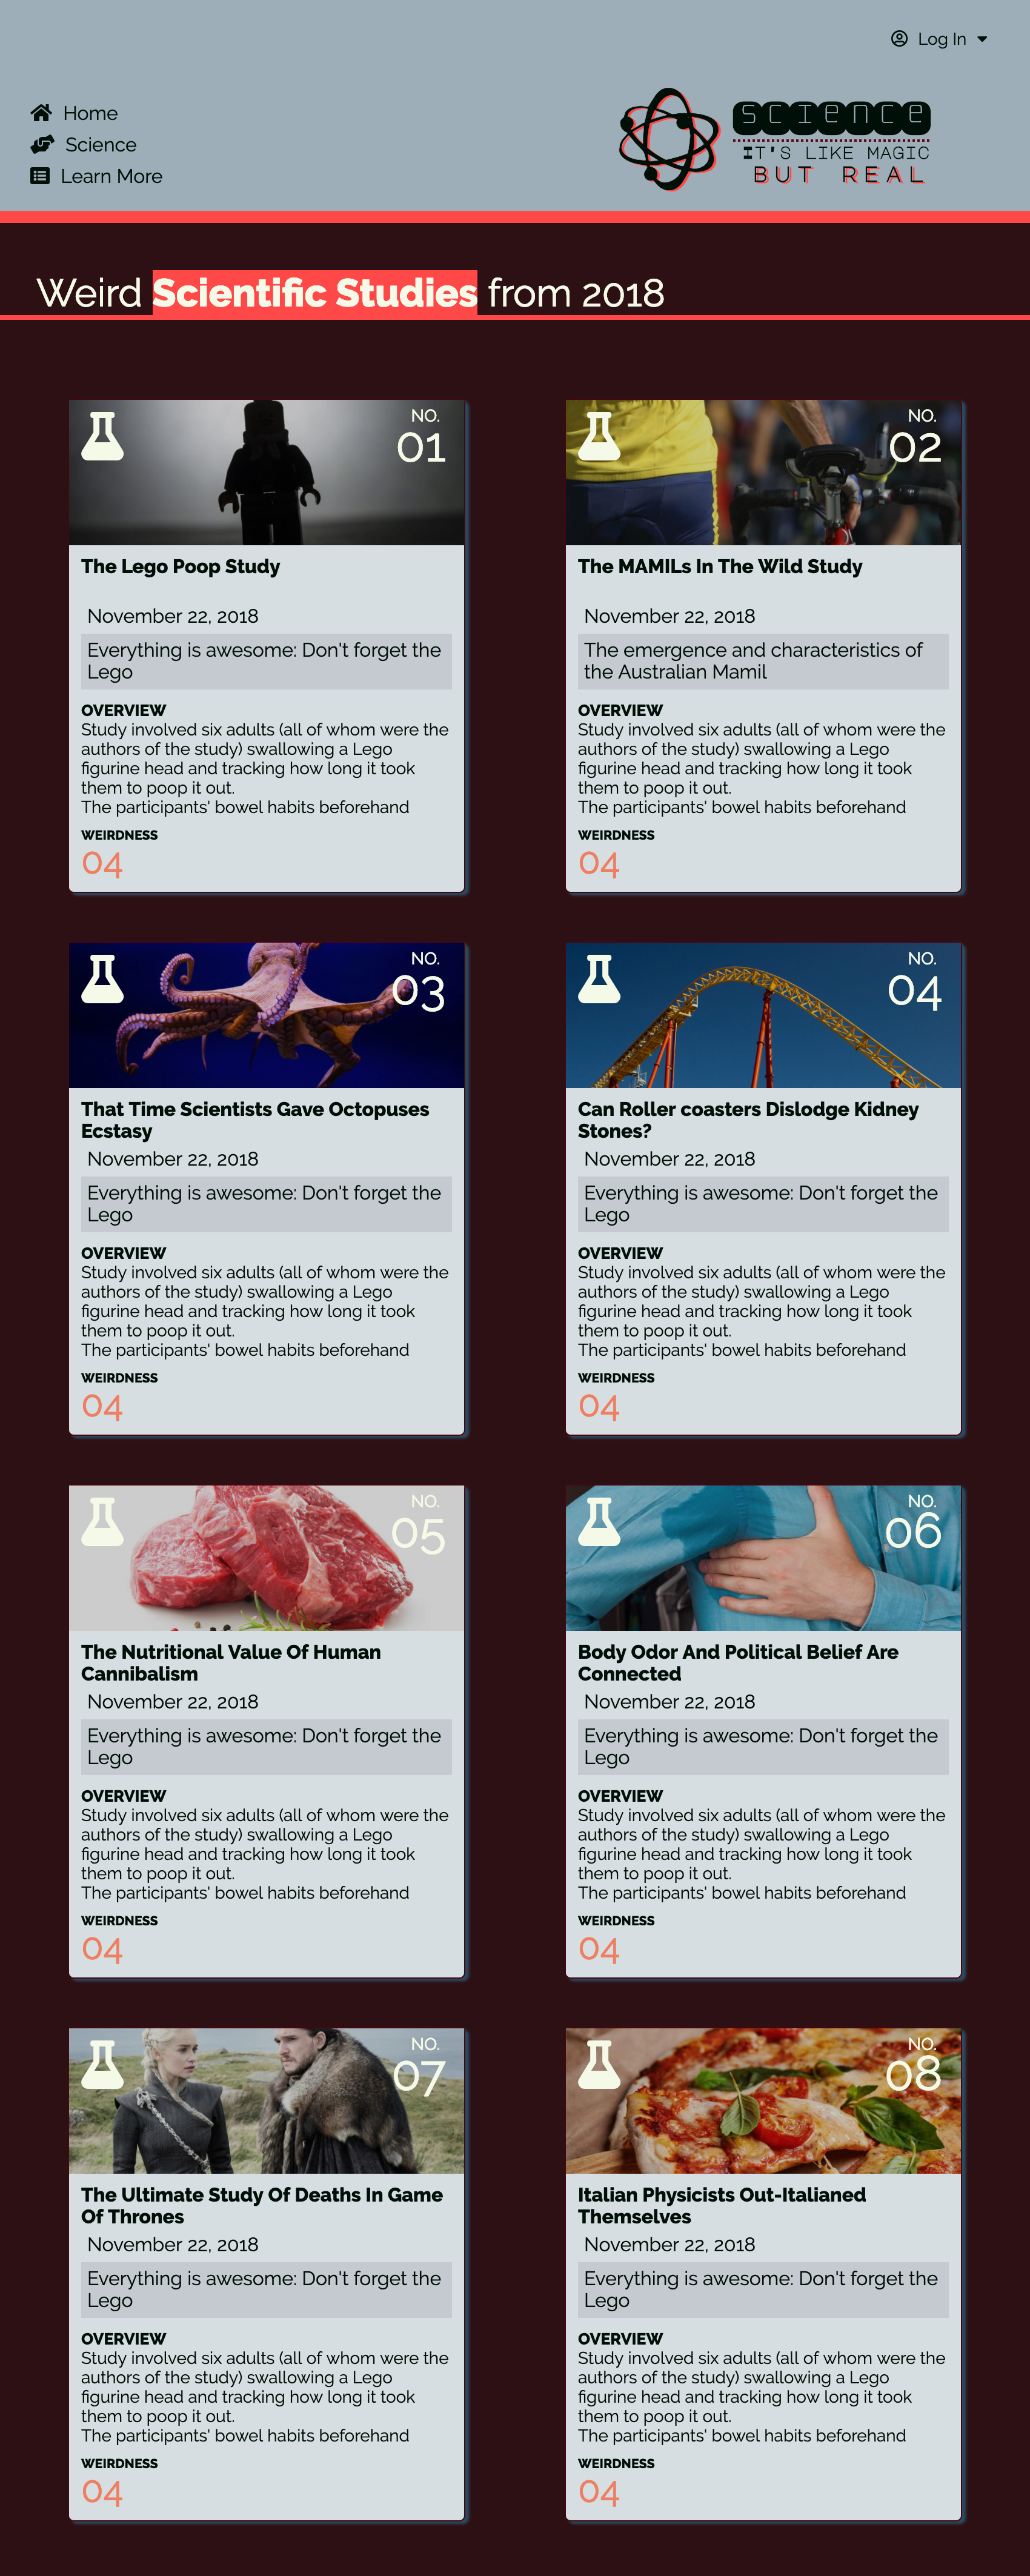 Log In
Home
Science
Learn More
SCIENCE
IT'S LIKE MAGIC
BUT REAL
Weird Scientific Studies from 2018
NO.
01
The Lego Poop Study
November 22, 2018
Everything is awesome: Don't forget the
Lego
OVERVIEW
Study involved six adults (all of whom were the
authors of the study) swallowing a Lego
figurine head and tracking how long it took
them to poop it out.
The participants' bowel habits beforehand
WEIRDNESS
04
NO.
02
The MAMILs In The Wild Study
November 22, 2018
The emergence and characteristics of
the Australian Mamil
OVERVIEW
Study involved six adults (all of whom were the
authors of the study) swallowing a Lego
figurine head and tracking how long it took
them to poop it out.
The participants' bowel habits beforehand
WEIRDNESS
04
NO.
03
That Time Scientists Gave Octopuses
Ecstasy
November 22, 2018
Everything is awesome: Don't forget the
Lego
OVERVIEW
Study involved six adults (all of whom were the
authors of the study) swallowing a Lego
figurine head and tracking how long it took
them to poop it out.
The participants' bowel habits beforehand
WEIRDNESS
04
NO.
04
Can Roller coasters Dislodge Kidney
Stones?
November 22, 2018
Everything is awesome: Don't forget the
Lego
OVERVIEW
Study involved six adults (all of whom were the
authors of the study) swallowing a Lego
figurine head and tracking how long it took
them to poop it out.
The participants' bowel habits beforehand
WEIRDNESS
04
NO.
05
The Nutritional Value Of Human
Cannibalism
November 22, 2018
Everything is awesome: Don't forget the
Lego
OVERVIEW
Study involved six adults (all of whom were the
authors of the study) swallowing a Lego
figurine head and tracking how long it took
them to poop it out.
The participants' bowel habits beforehand
WEIRDNESS
04
NO.
06
Body Odor And Political Belief Are
Connected
November 22, 2018
Everything is awesome: Don't forget the
Lego
OVERVIEW
Study involved six adults (all of whom were the
authors of the study) swallowing a Lego
figurine head and tracking how long it took
them to poop it out.
The participants' bowel habits beforehand
WEIRDNESS
04
NO.
07
The Ultimate Study Of Deaths In Game
Of Thrones
November 22, 2018
Everything is awesome: Don't forget the
Lego
OVERVIEW
Study involved six adults (all of whom were the
authors of the study) swallowing a Lego
figurine head and tracking how long it took
them to poop it out.
The participants' bowel habits beforehand
WEIRDNESS
04
NO.
08
Italian Physicists Out-Italianed
Themselves
November 22, 2018
Everything is awesome: Don't forget the
Lego
OVERVIEW
Study involved six adults (all of whom were the
authors of the study) swallowing a Lego
figurine head and tracking how long it took
them to poop it out.
The participants' bowel habits beforehand
WEIRDNESS
04